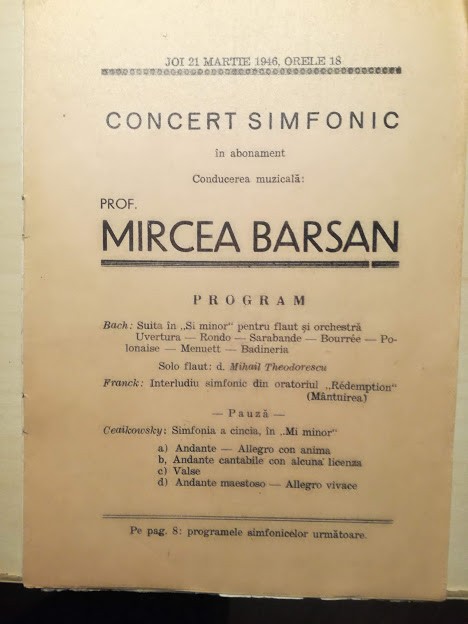 JOI 21 MARTIE 1946, ORELE 18
CONCERT SIMFONIC
în abonament
Conducerea muzicală:
PROF.
MIRCEA BARSAN
PROGRAM
Bach: Suita în „Si minor" pentru flaut și orchestră
Uvertura — Rondo — Sarabande — Bourrée — Po-
lonaise — Menuett — Badineria
Solo flaut: d. Mihail Theodorescu
Franck: Interludiu simfonic din oratoriul „Rédemption"
(Mântuirea)
— Pauză —
Ceaikowsky: Simfonia a cincia, în „Mi minor"
a) Andante — Allegro con anima
b, Andante cantabile con alcuna licenza
c) Valse
d) Andante maestoso — Allegro vivace
Pe pag. 8: programele simfonicelor următoare.